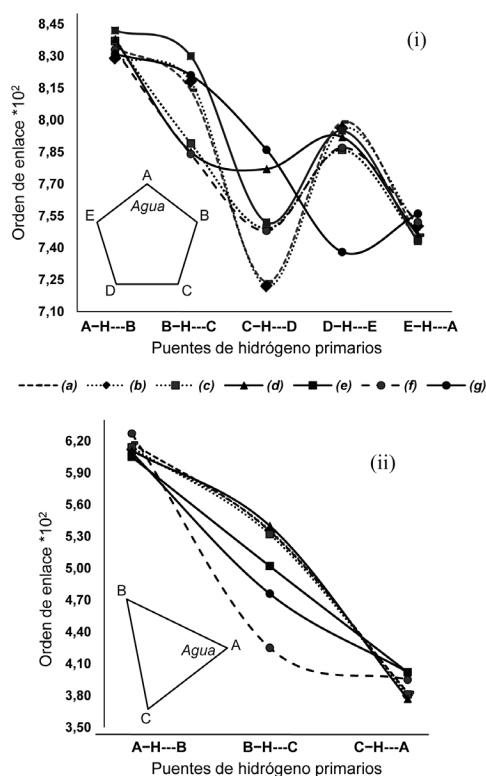 (i)
Orden de enlace *10²
8,45
8,30
8,15
8,00
7,85
7,70
7,55
7,40
7,25
7,10
A
Agua
E
B
D
C
A−H---B B−H---C C−H---D D−H---E E−H---A
Puentes de hidrógeno primarios
(a) (b) (c) (d) (e) (f) (g)
(ii)
Orden de enlace *10²
6,20
5,90
5,60
5,30
5,00
4,70
4,40
4,10
3,80
3,50
B
Agua
A
C
A−H---B B−H---C C−H---A
Puentes de hidrógeno primarios